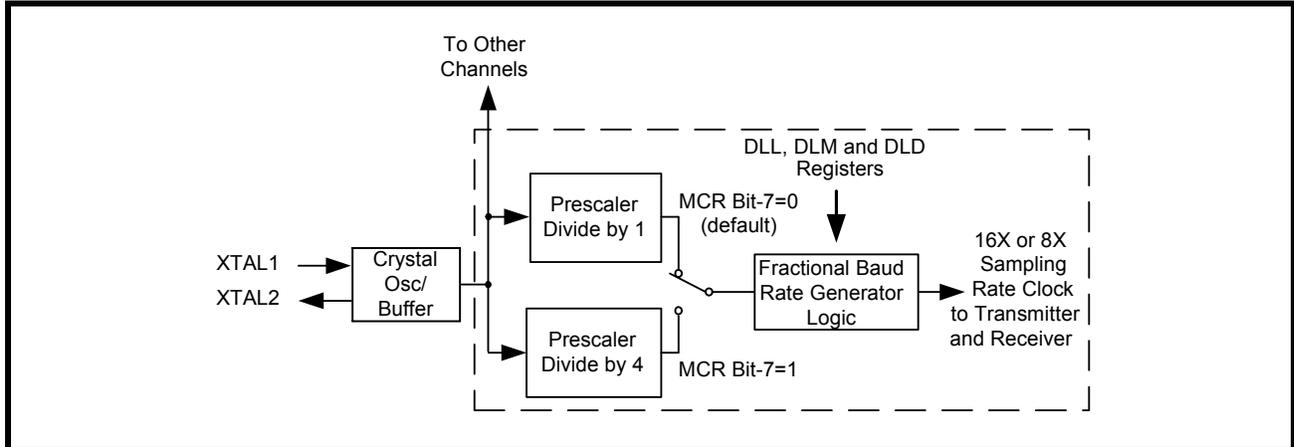 To Other
Channels
DLL, DLM and DLD
Registers
Prescaler
Divide by 1
MCR Bit-7=0
(default)
XTAL1
XTAL2
Crystal
Osc/
Buffer
Fractional Baud
Rate Generator
Logic
16X or 8X
Sampling
Rate Clock
to Transmitter
and Receiver
Prescaler
Divide by 4
MCR Bit-7=1